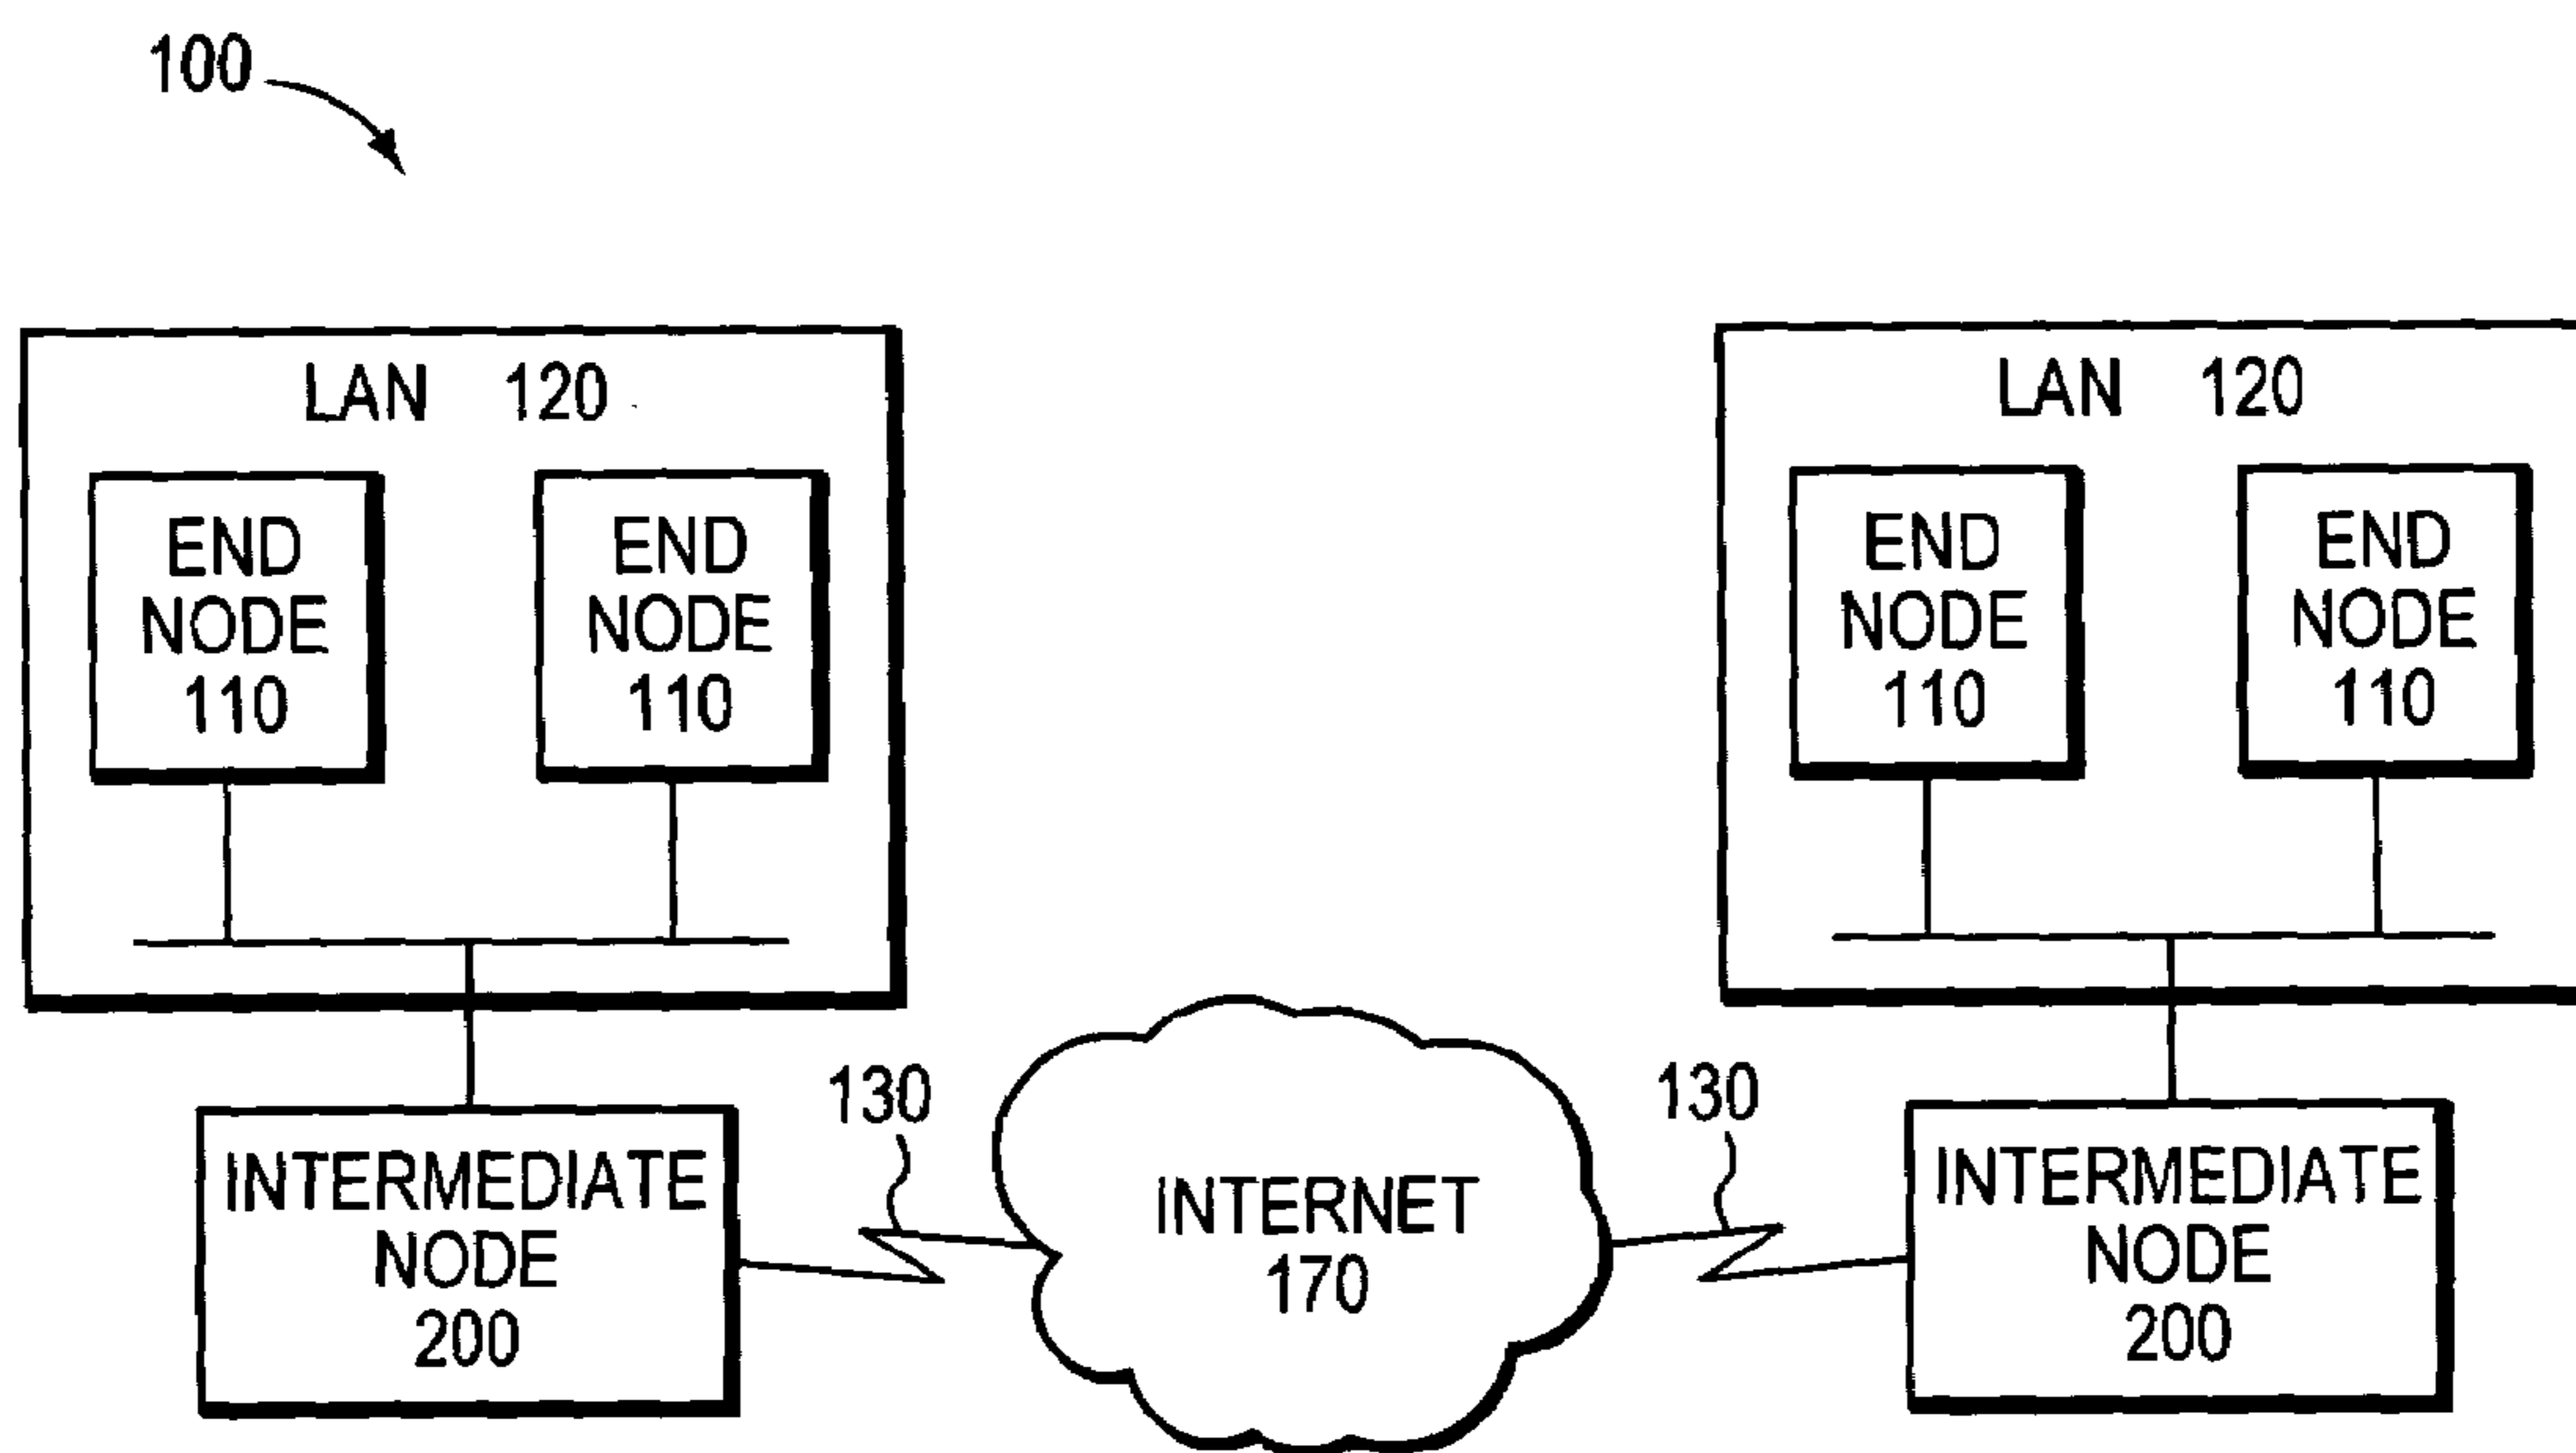 100
LAN 120
END
NODE
110
END
NODE
110
LAN 120
END
NODE
110
END
NODE
110
INTERMEDIATE
NODE
200
130
INTERNET
170
130
INTERMEDIATE
NODE
200